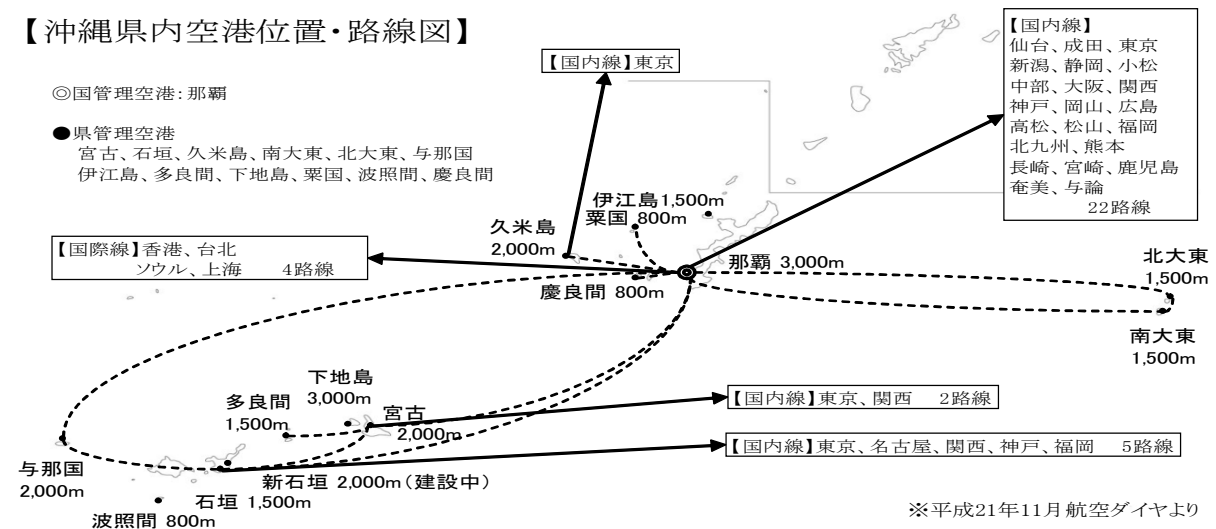 【沖縄県内空港位置・路線図】
◎国管理空港：那覇
●県管理空港
宮古、石垣、久米島、南大東、北大東、与那国
伊江島、多良間、下地島、粟国、波照間、慶良間
【国内線】東京
【国内線】
仙台、成田、東京
新潟、静岡、小松
中部、大阪、関西
神戸、岡山、広島
高松、松山、福岡
北九州、熊本
長崎、宮崎、鹿児島
奄美、与論
22路線
伊江島1,500m
粟国 800m
久米島
2,000m
【国際線】香港、台北
ソウル、上海　4路線
那覇 3,000m
慶良間 800m
北大東
1,500m
南大東
1,500m
下地島
3,000m
多良間
1,500m
宮古
2,000m
【国内線】東京、関西　2路線
【国内線】東京、名古屋、関西、神戸、福岡　5路線
与那国
2,000m
新石垣 2,000m（建設中）
石垣 1,500m
波照間 800m
※平成21年11月航空ダイヤより